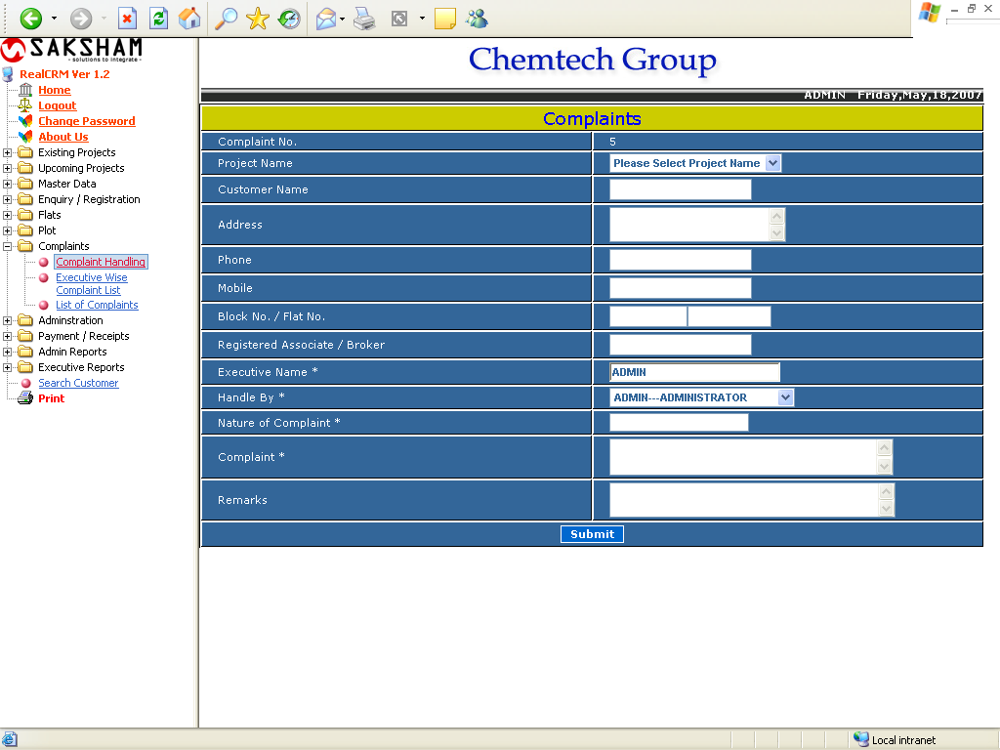 SAKSHAM
- solutions to integrate -
RealCRM Ver 1.2
Home
Logout
Change Password
About Us
Existing Projects
Upcoming Projects
Master Data
Enquiry / Registration
Flats
Plot
Complaints
Complaint Handling
Executive Wise
Complaint List
List of Complaints
Adminstration
Payment / Receipts
Admin Reports
Executive Reports
Search Customer
Print
Chemtech Group
ADMIN Friday,May,18,2007
Complaints
Complaint No. 5
Project Name Please Select Project Name
Customer Name
Address
Phone
Mobile
Block No. / Flat No.
Registered Associate / Broker
Executive Name * ADMIN
Handle By * ADMIN---ADMINISTRATOR
Nature of Complaint *
Complaint *
Remarks
Submit
Local intranet